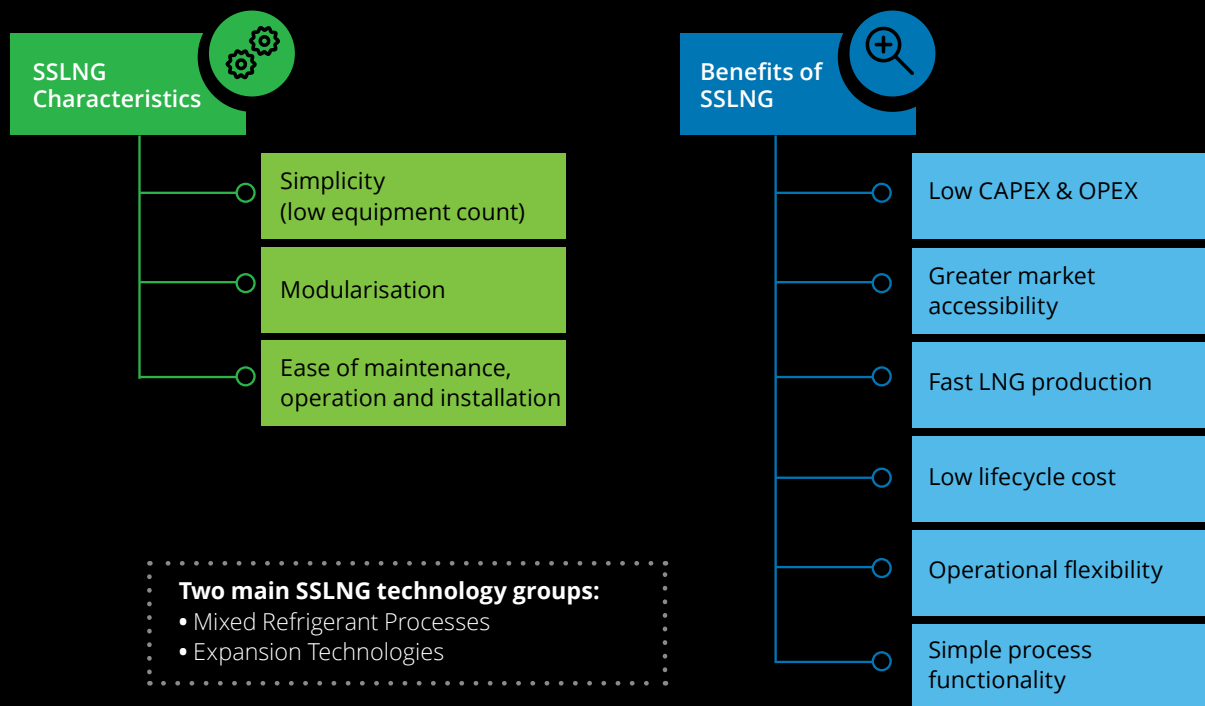 SSLNG
Characteristics
Simplicity
(low equipment count)
Modularisation
Ease of maintenance,
operation and installation
Two main SSLNG technology groups:
• Mixed Refrigerant Processes
• Expansion Technologies
Benefits of
SSLNG
Low CAPEX & OPEX
Greater market
accessibility
Fast LNG production
Low lifecycle cost
Operational flexibility
Simple process
functionality